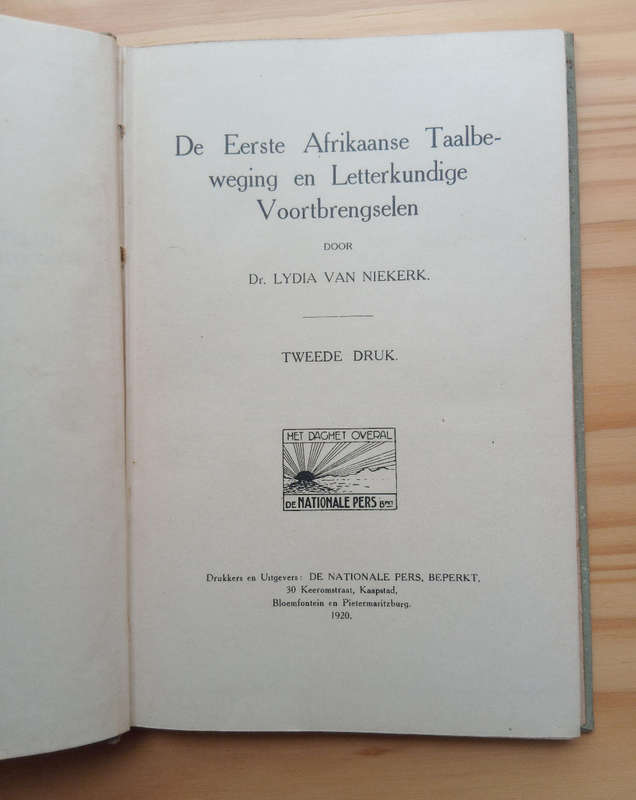 De Eerste Afrikaanse Taalbe-
weging en Letterkundige
Voortbrengselen
DOOR
Dr. LYDIA VAN NIEKERK.
TWEEDE DRUK.
HET DAGHET OVERAL
DE NATIONALE PERS BPKT
Drukkers en Uitgevers: DE NATIONALE PERS, BEPERKT,
30 Keeromstraat, Kaapstad,
Bloemfontein en Pietermaritzburg.
1920.